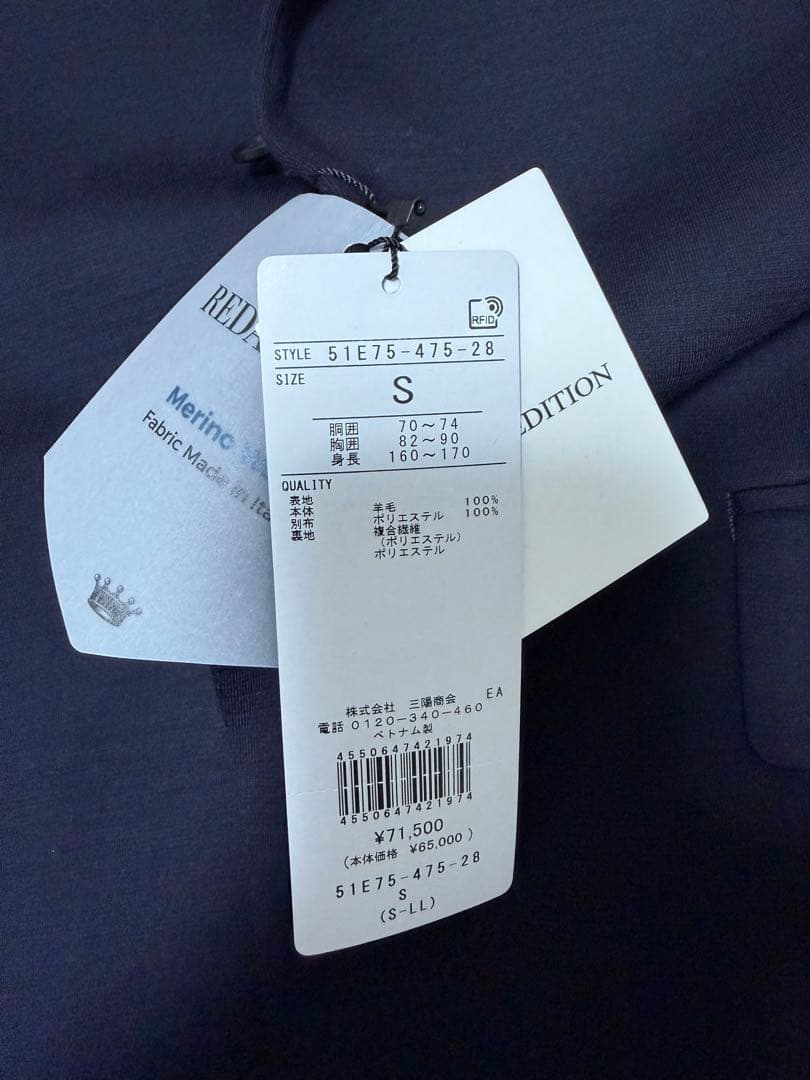 RFID
STYLE 51E75-475-28
SIZE
S
胴囲 70～74
胸囲 82～90
身長 160～170
QUALITY
表地
本体 羊毛 100%
別布 ポリエステル 100%
裏地 複合繊維
(ポリエステル)
ポリエステル
株式会社 三陽商会 EA
電話 0120-340-460
ベトナム製
4550647421974
4550647421974
¥71,500
(本体価格 ¥65,000 )
51E75-475-28
S
(S-LL)
REDA
Merino
Fabric Made in Ita
EDITION